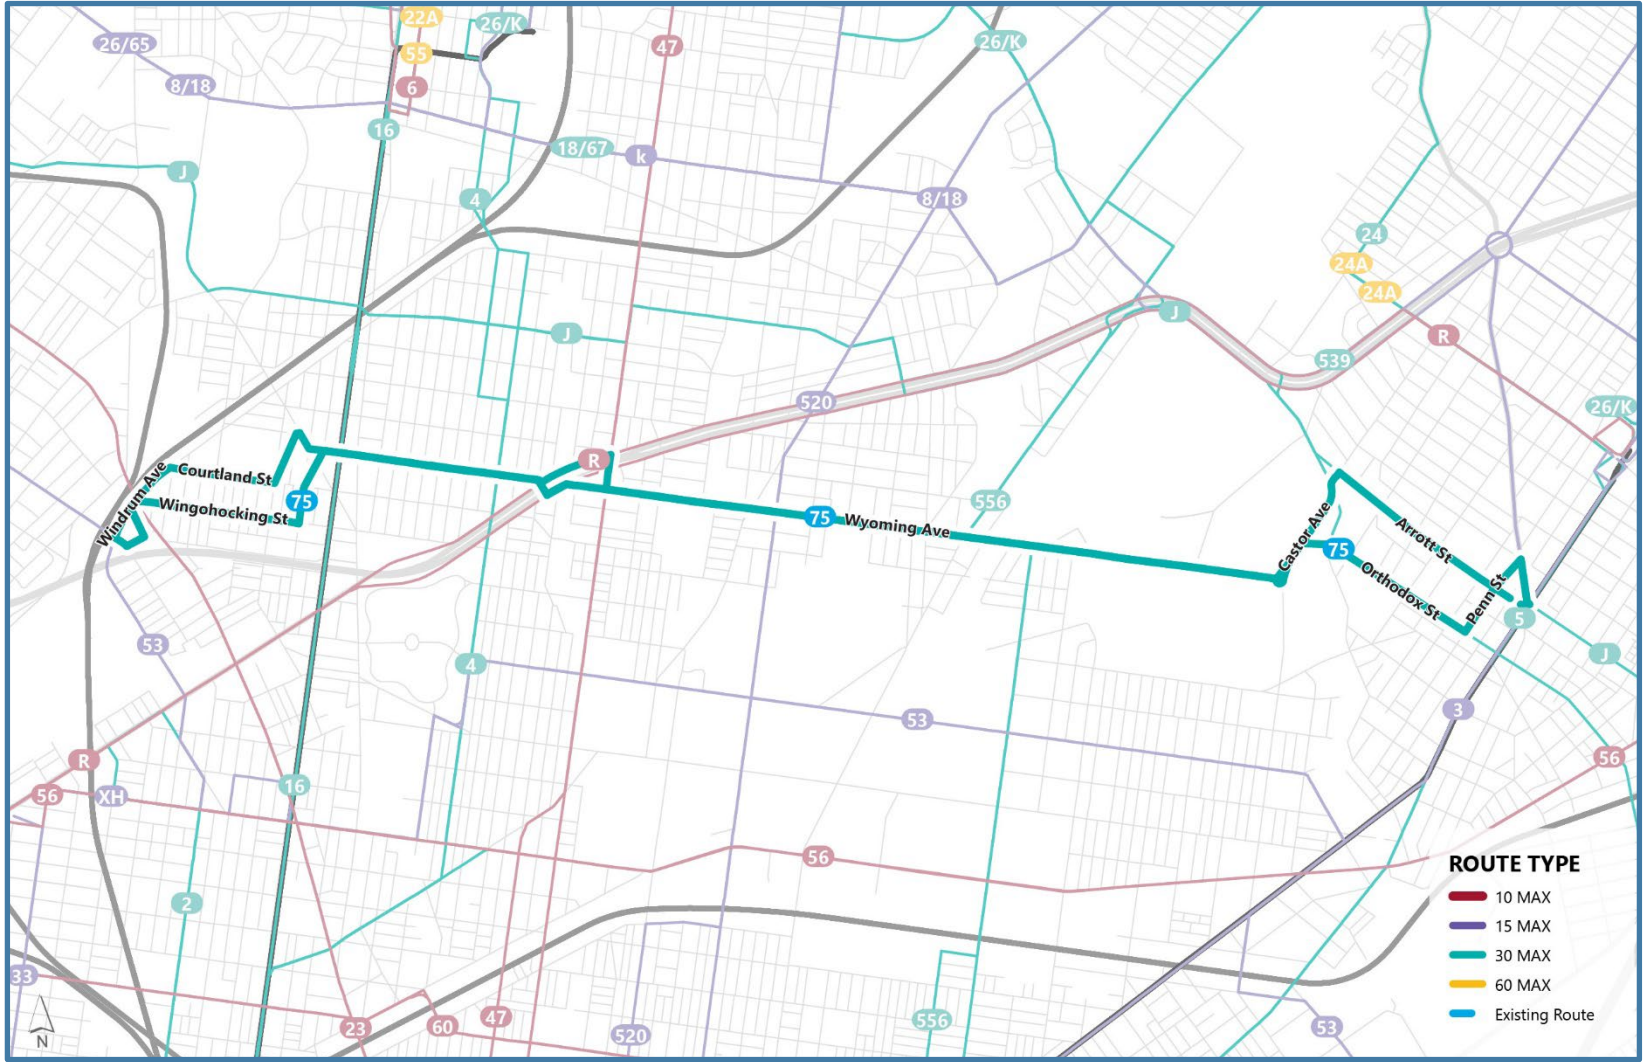 22A
26/K
26/65
55
47
26/K
8/18
6
16
18/67
k
J
4
8/18
24
24A
24A
J
J
R
539
520
26/K
R
Windrum Ave
Courtland St
75
Wingohocking St
556
75
Wyoming Ave
Castor Ave
Arrott St
75
Orthodox St
Penn St
5
53
J
4
3
53
R
56
16
56
XH
56
ROUTE TYPE
10 MAX
15 MAX
2
30 MAX
33
60 MAX
Existing Route
47
23
60
520
556
53
N